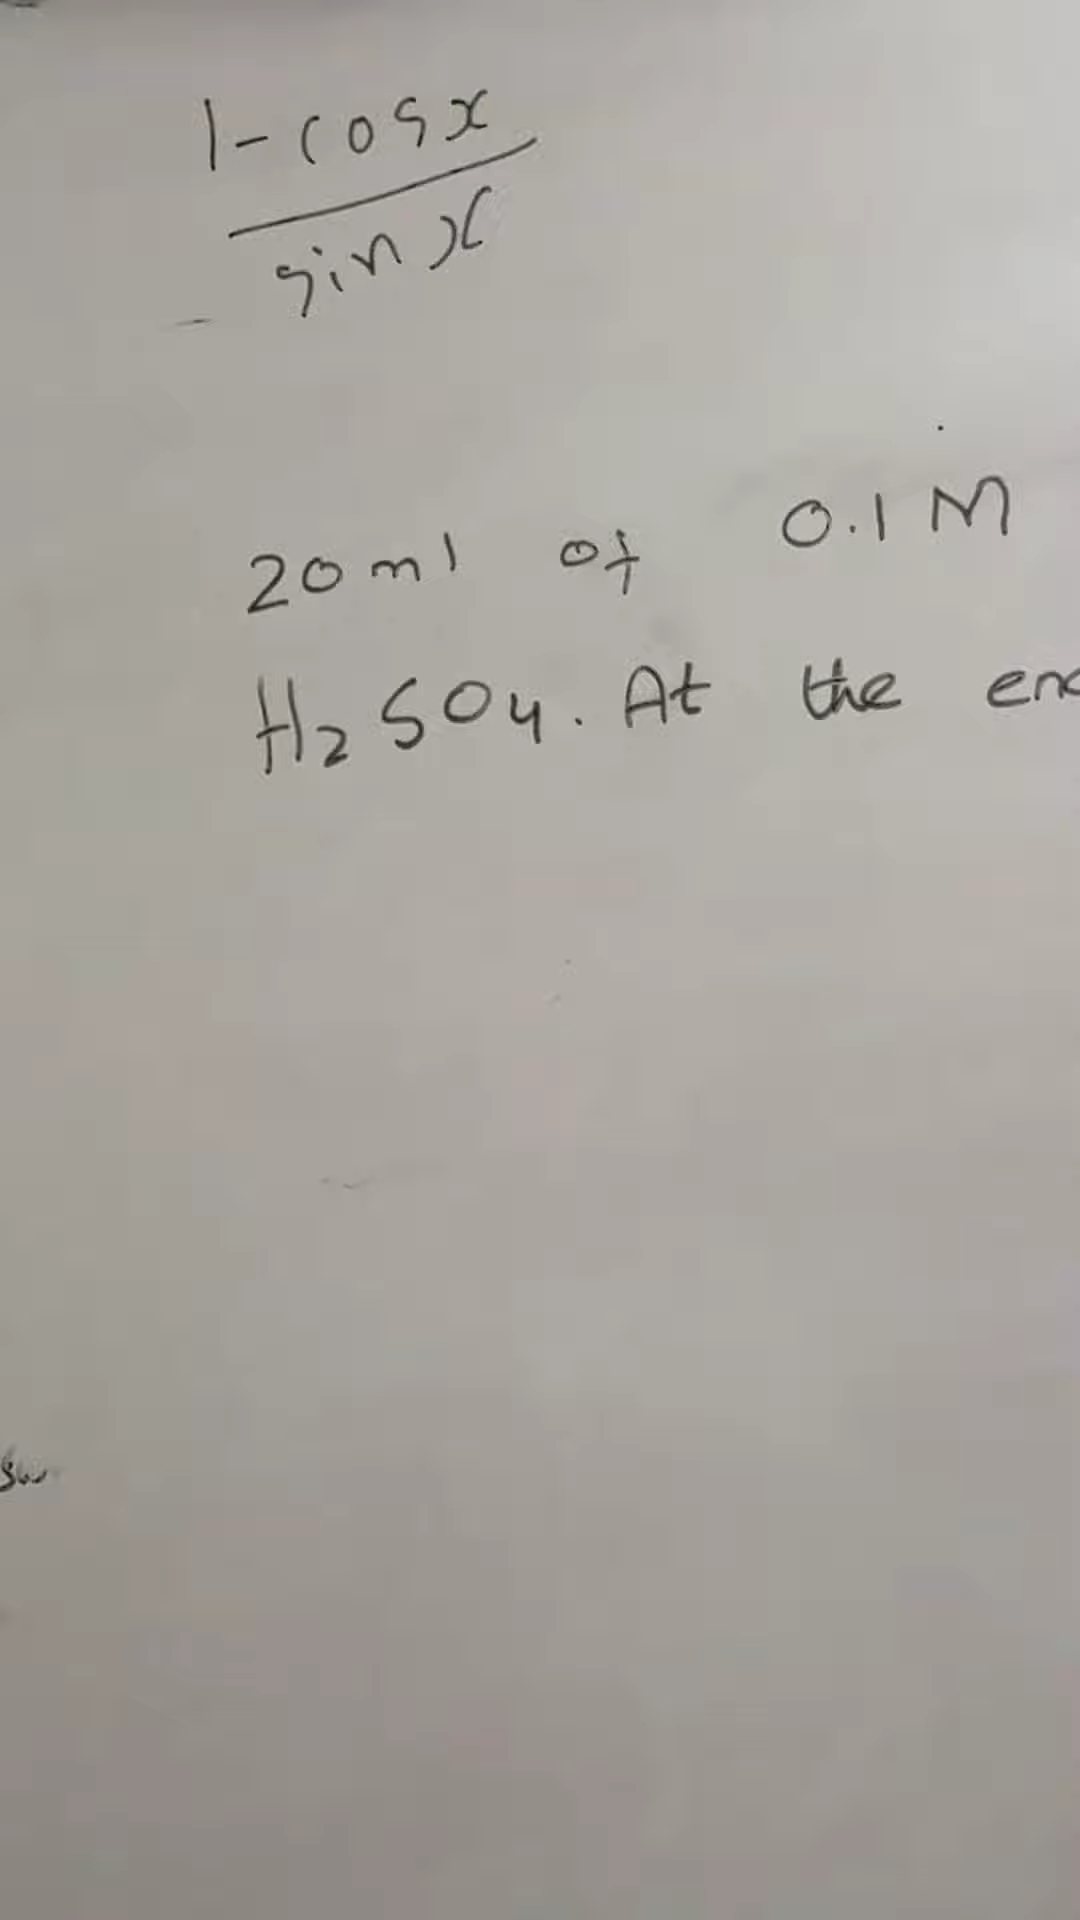 1-cosx
sinx
20ml of 0.1M
H2SO4. At the